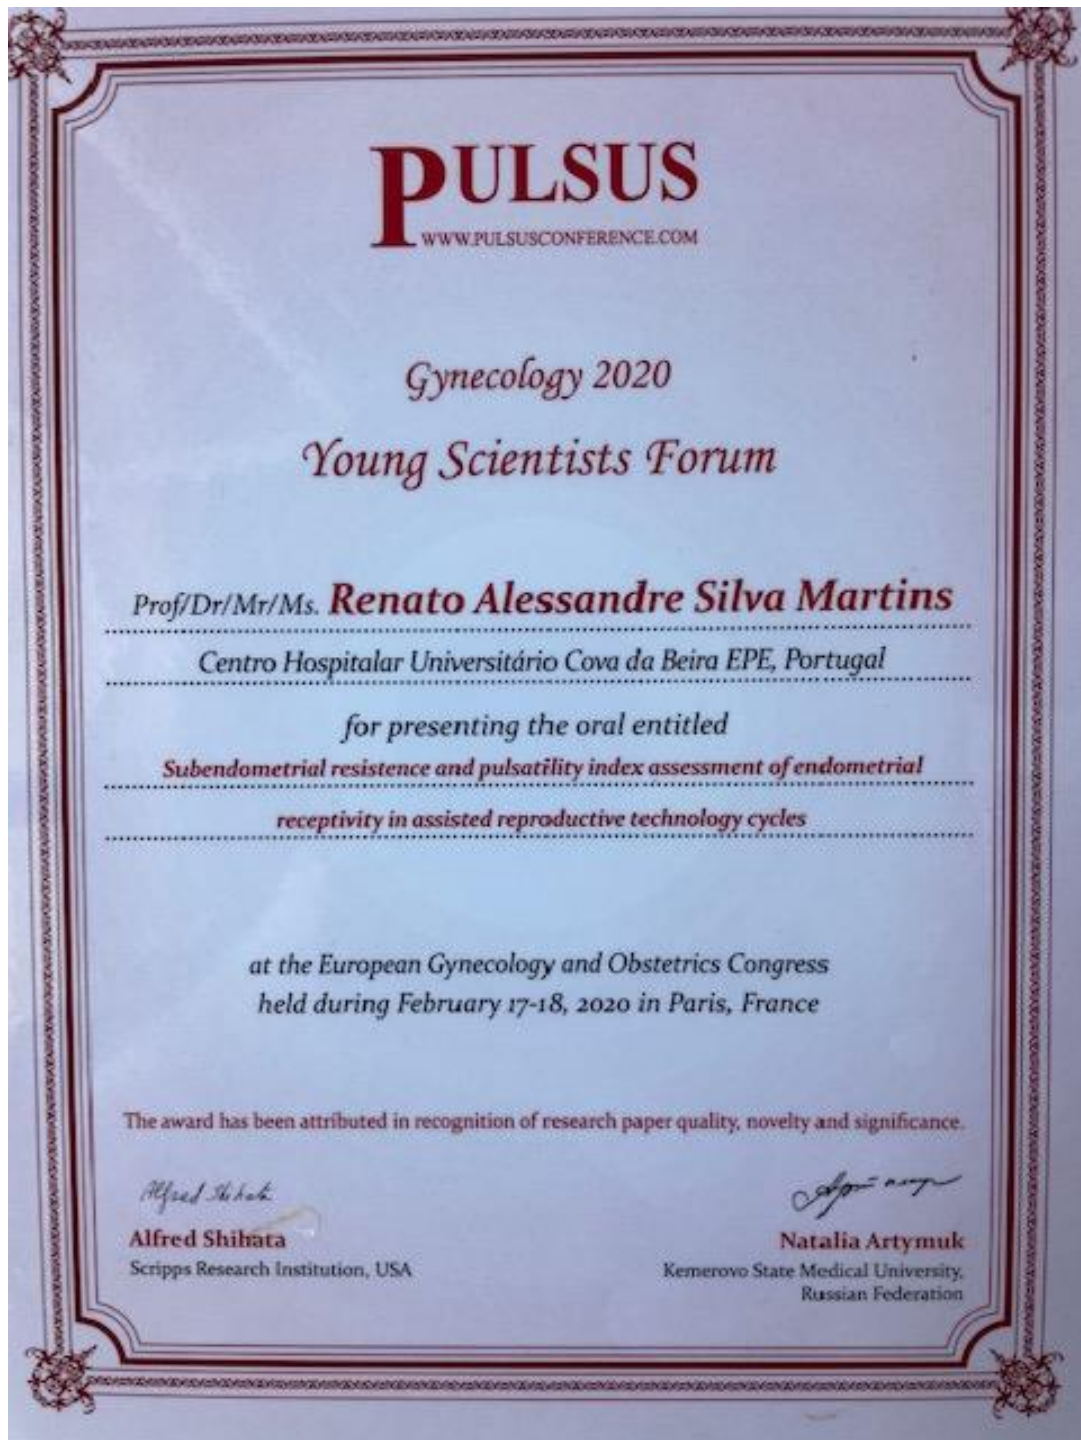 PULSUS
WWW.PULSUSCONFERENCE.COM
Gynecology 2020
Young Scientists Forum
Prof/Dr/Mr/Ms. Renato Alessandre Silva Martins
Centro Hospitalar Universitário Cova da Beira EPE, Portugal
for presenting the oral entitled
Subendometrial resistence and pulsatility index assessment of endometrial
receptivity in assisted reproductive technology cycles
at the European Gynecology and Obstetrics Congress
held during February 17-18, 2020 in Paris, France
The award has been attributed in recognition of research paper quality, novelty and significance.
Alfred Shihata
Alfred Shihata
Scripps Research Institution, USA
Natalia Artymuk
Kemerovo State Medical University,
Russian Federation